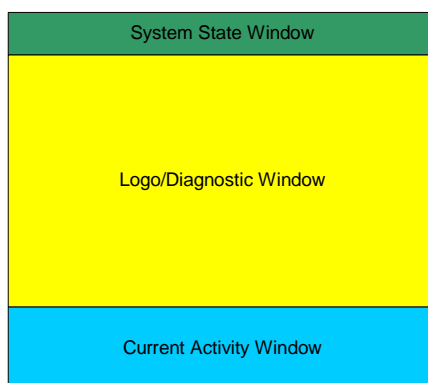 System State Window
Logo/Diagnostic Window
Current Activity Window